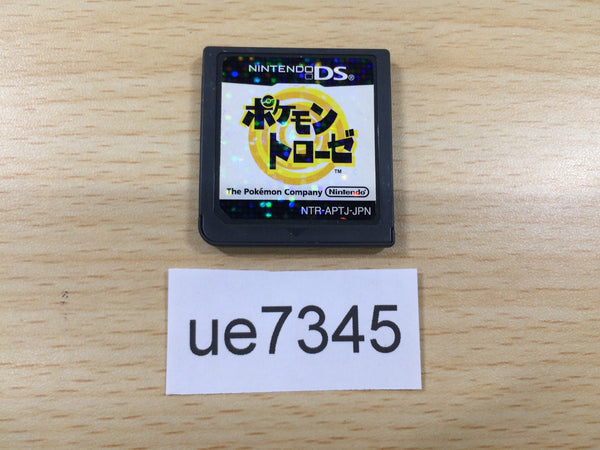 NINTENDO DS®
ポケモン
トローゼ
™
The Pokémon Company Nintendo
NTR-APTJ-JPN
ue7345